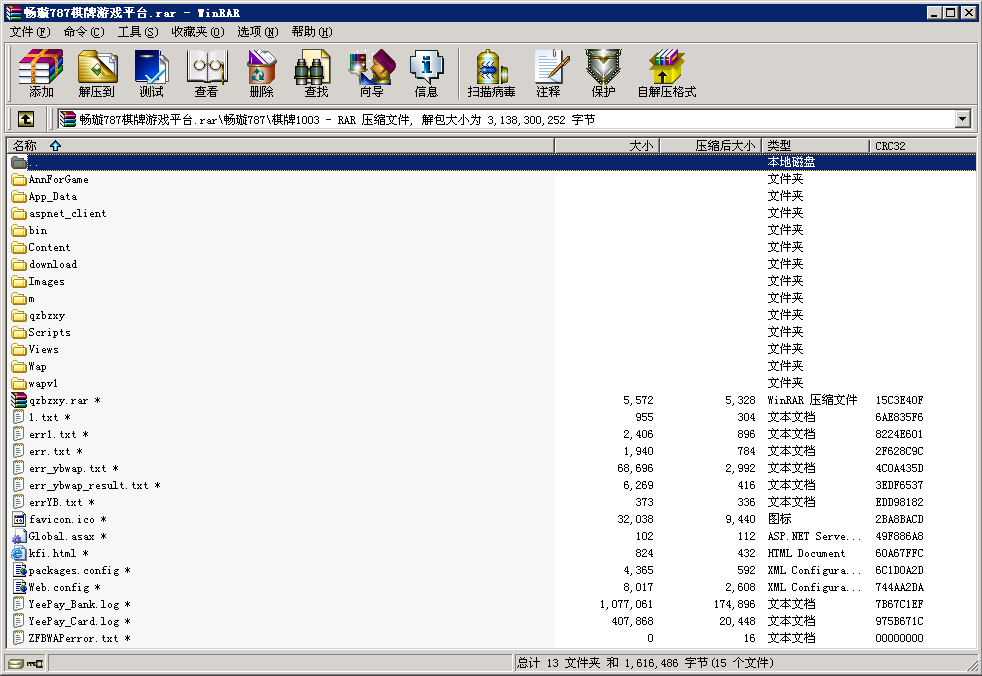 畅璇787棋牌游戏平台.rar - WinRAR
文件(F) 命令(C) 工具(S) 收藏夹(O) 选项(N) 帮助(H)
添加 解压到 测试 查看 删除 查找 向导 信息 扫描病毒 注释 保护 自解压格式
畅璇787棋牌游戏平台.rar\畅璇787\棋牌1003 - RAR 压缩文件, 解包大小为 3,138,300,252 字节
名称 大小 压缩后大小 类型 CRC32
.. 本地磁盘
AnnForGame 文件夹
App_Data 文件夹
aspnet_client 文件夹
bin 文件夹
Content 文件夹
download 文件夹
Images 文件夹
m 文件夹
qzbzxy 文件夹
Scripts 文件夹
Views 文件夹
Wap 文件夹
wapv1 文件夹
qzbzxy.rar * 5,572 5,328 WinRAR 压缩文件 15C3E40F
1.txt * 955 304 文本文档 6AE835F6
err1.txt * 2,406 896 文本文档 8224E601
err.txt * 1,940 784 文本文档 2F628C9C
err_ybwap.txt * 68,696 2,992 文本文档 4C0A435D
err_ybwap_result.txt * 6,269 416 文本文档 3EDF6537
errYB.txt * 373 336 文本文档 EDD98182
favicon.ico * 32,038 9,440 图标 2BA8BACD
Global.asax * 102 112 ASP.NET Serve... 49F886A8
kfi.html * 824 432 HTML Document 60A67FFC
packages.config * 4,365 592 XML Configura... 6C1D0A2D
Web.config * 8,017 2,608 XML Configura... 744AA2DA
YeePay_Bank.log * 1,077,061 174,896 文本文档 7B67C1EF
YeePay_Card.log * 407,868 20,448 文本文档 975B671C
ZFBWAPerror.txt * 0 16 文本文档 00000000
总计 13 文件夹 和 1,616,486 字节(15 个文件)